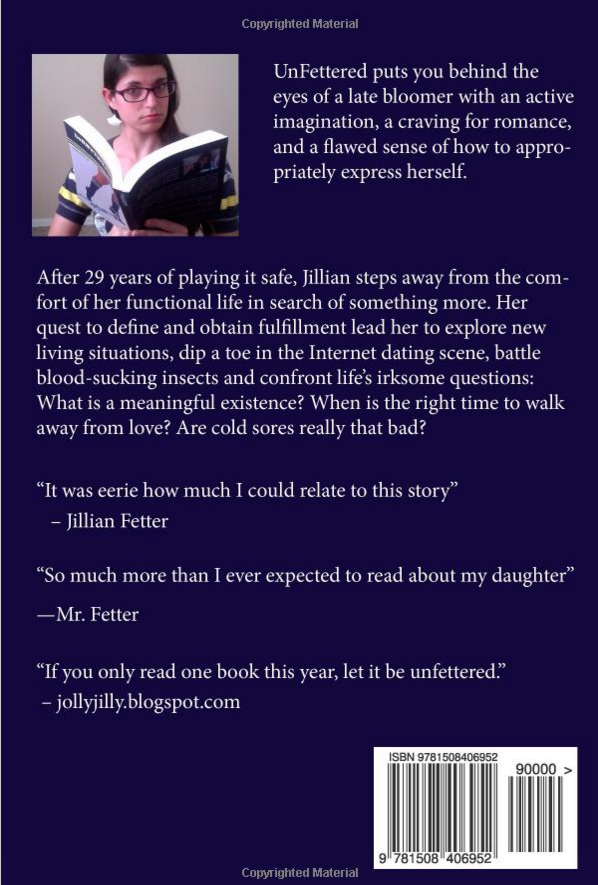 Copyrighted Material
UnFettered puts you behind the
eyes of a late bloomer with an active
imagination, a craving for romance,
and a flawed sense of how to appro-
priately express herself.
After 29 years of playing it safe, Jillian steps away from the com-
fort of her functional life in search of something more. Her
quest to define and obtain fulfillment lead her to explore new
living situations, dip a toe in the Internet dating scene, battle
blood-sucking insects and confront life’s irksome questions:
What is a meaningful existence? When is the right time to walk
away from love? Are cold sores really that bad?
“It was eerie how much I could relate to this story”
– Jillian Fetter
“So much more than I ever expected to read about my daughter”
—Mr. Fetter
“If you only read one book this year, let it be unfettered.”
– jollyjilly.blogspot.com
ISBN 9781508406952
90000 >
9 781508 406952
Copyrighted Material